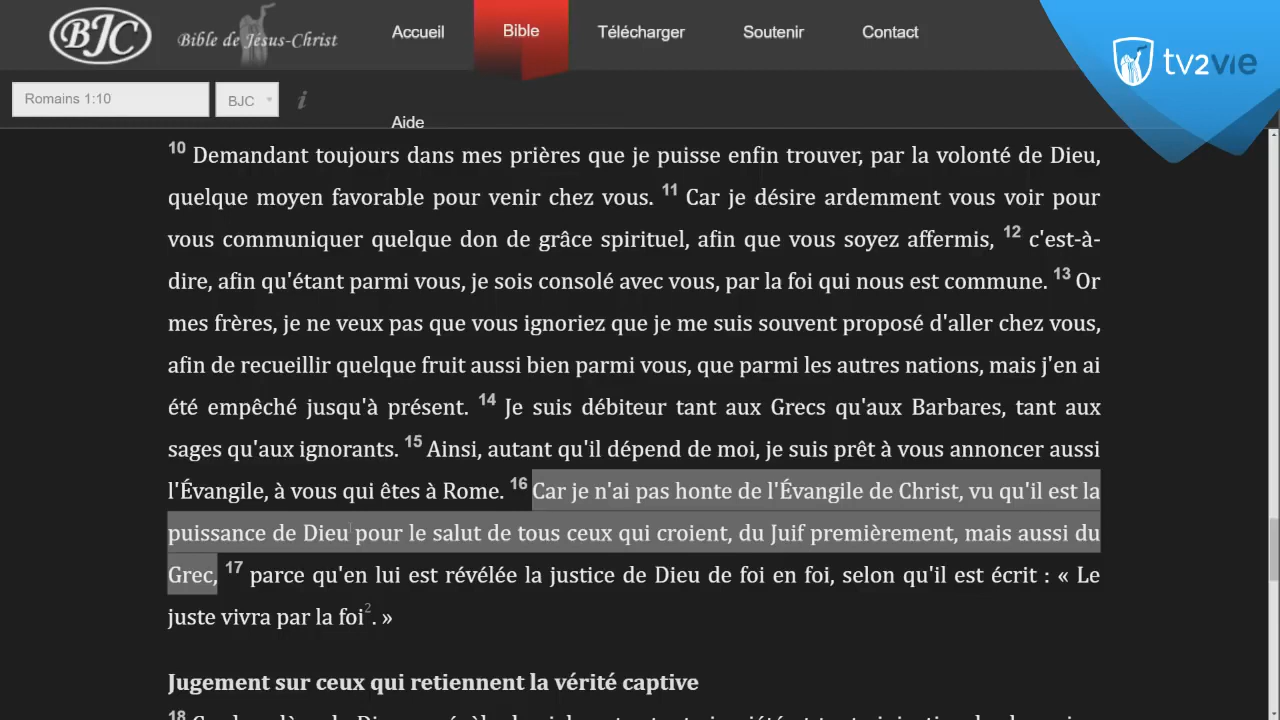 BJC
Bible de Jésus-Christ
Accueil
Bible
Télécharger
Soutenir
Contact
tv2vie
Romains 1:10
BJC
i
Aide
10 Demandant toujours dans mes prières que je puisse enfin trouver, par la volonté de Dieu,
quelque moyen favorable pour venir chez vous. 11 Car je désire ardemment vous voir pour
vous communiquer quelque don de grâce spirituel, afin que vous soyez affermis, 12 c'est-à-
dire, afin qu'étant parmi vous, je sois consolé avec vous, par la foi qui nous est commune. 13 Or
mes frères, je ne veux pas que vous ignoriez que je me suis souvent proposé d'aller chez vous,
afin de recueillir quelque fruit aussi bien parmi vous, que parmi les autres nations, mais j'en ai
été empêché jusqu'à présent. 14 Je suis débiteur tant aux Grecs qu'aux Barbares, tant aux
sages qu'aux ignorants. 15 Ainsi, autant qu'il dépend de moi, je suis prêt à vous annoncer aussi
l'Évangile, à vous qui êtes à Rome. 16 Car je n'ai pas honte de l'Évangile de Christ, vu qu'il est la
puissance de Dieu pour le salut de tous ceux qui croient, du Juif premièrement, mais aussi du
Grec, 17 parce qu'en lui est révélée la justice de Dieu de foi en foi, selon qu'il est écrit : « Le
juste vivra par la foi2. »
Jugement sur ceux qui retiennent la vérité captive
18